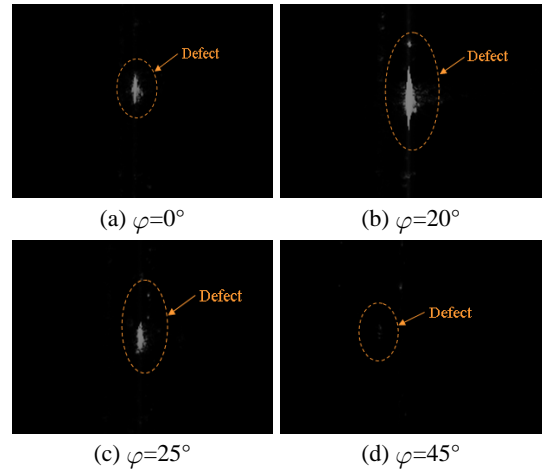 Defect
Defect
(a) φ=0°
(b) φ=20°
Defect
Defect
(c) φ=25°
(d) φ=45°